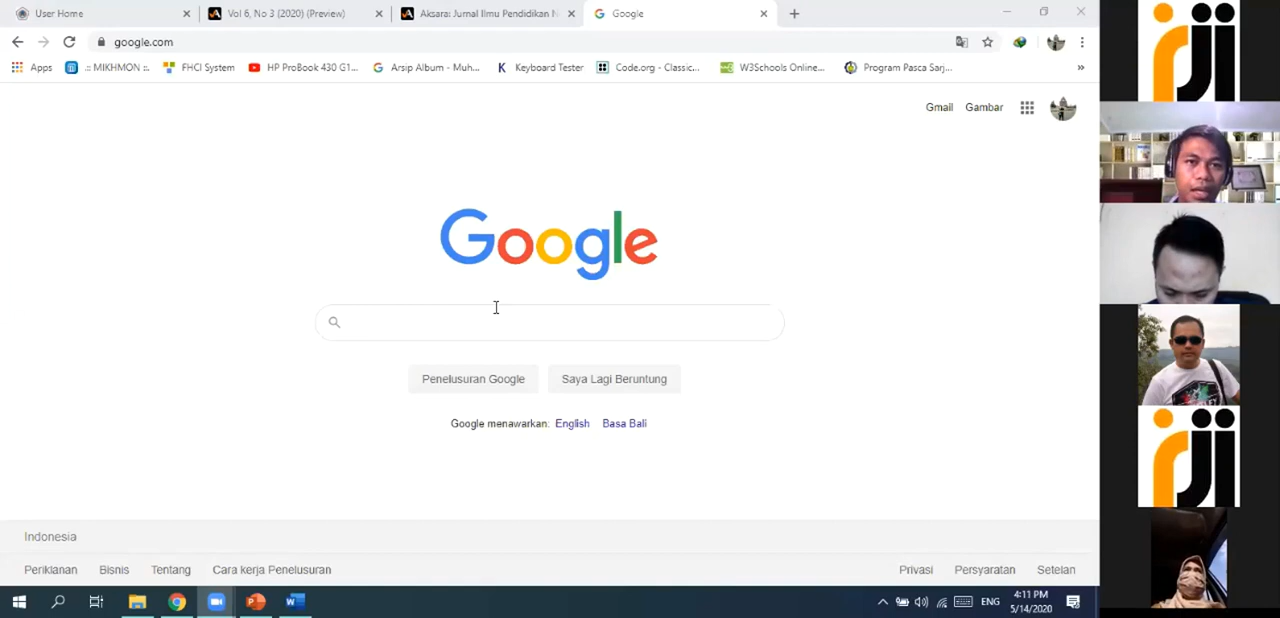 User Home
Vol 6, No 3 (2020) (Preview)
Aksara: Jurnal Ilmu Pendidikan N
Google
google.com
Apps .:: MIKHMON ::. FHCI System HP ProBook 430 G1... Arsip Album - Muh... Keyboard Tester Code.org - Classic... W3Schools Online... Program Pasca Sarj... »
Gmail Gambar
Google
Penelusuran Google Saya Lagi Beruntung
Google menawarkan: English Basa Bali
Indonesia
Periklanan Bisnis Tentang Cara kerja Penelusuran Privasi Persyaratan Setelan
ENG
4:11 PM
5/14/2020
rji
rji